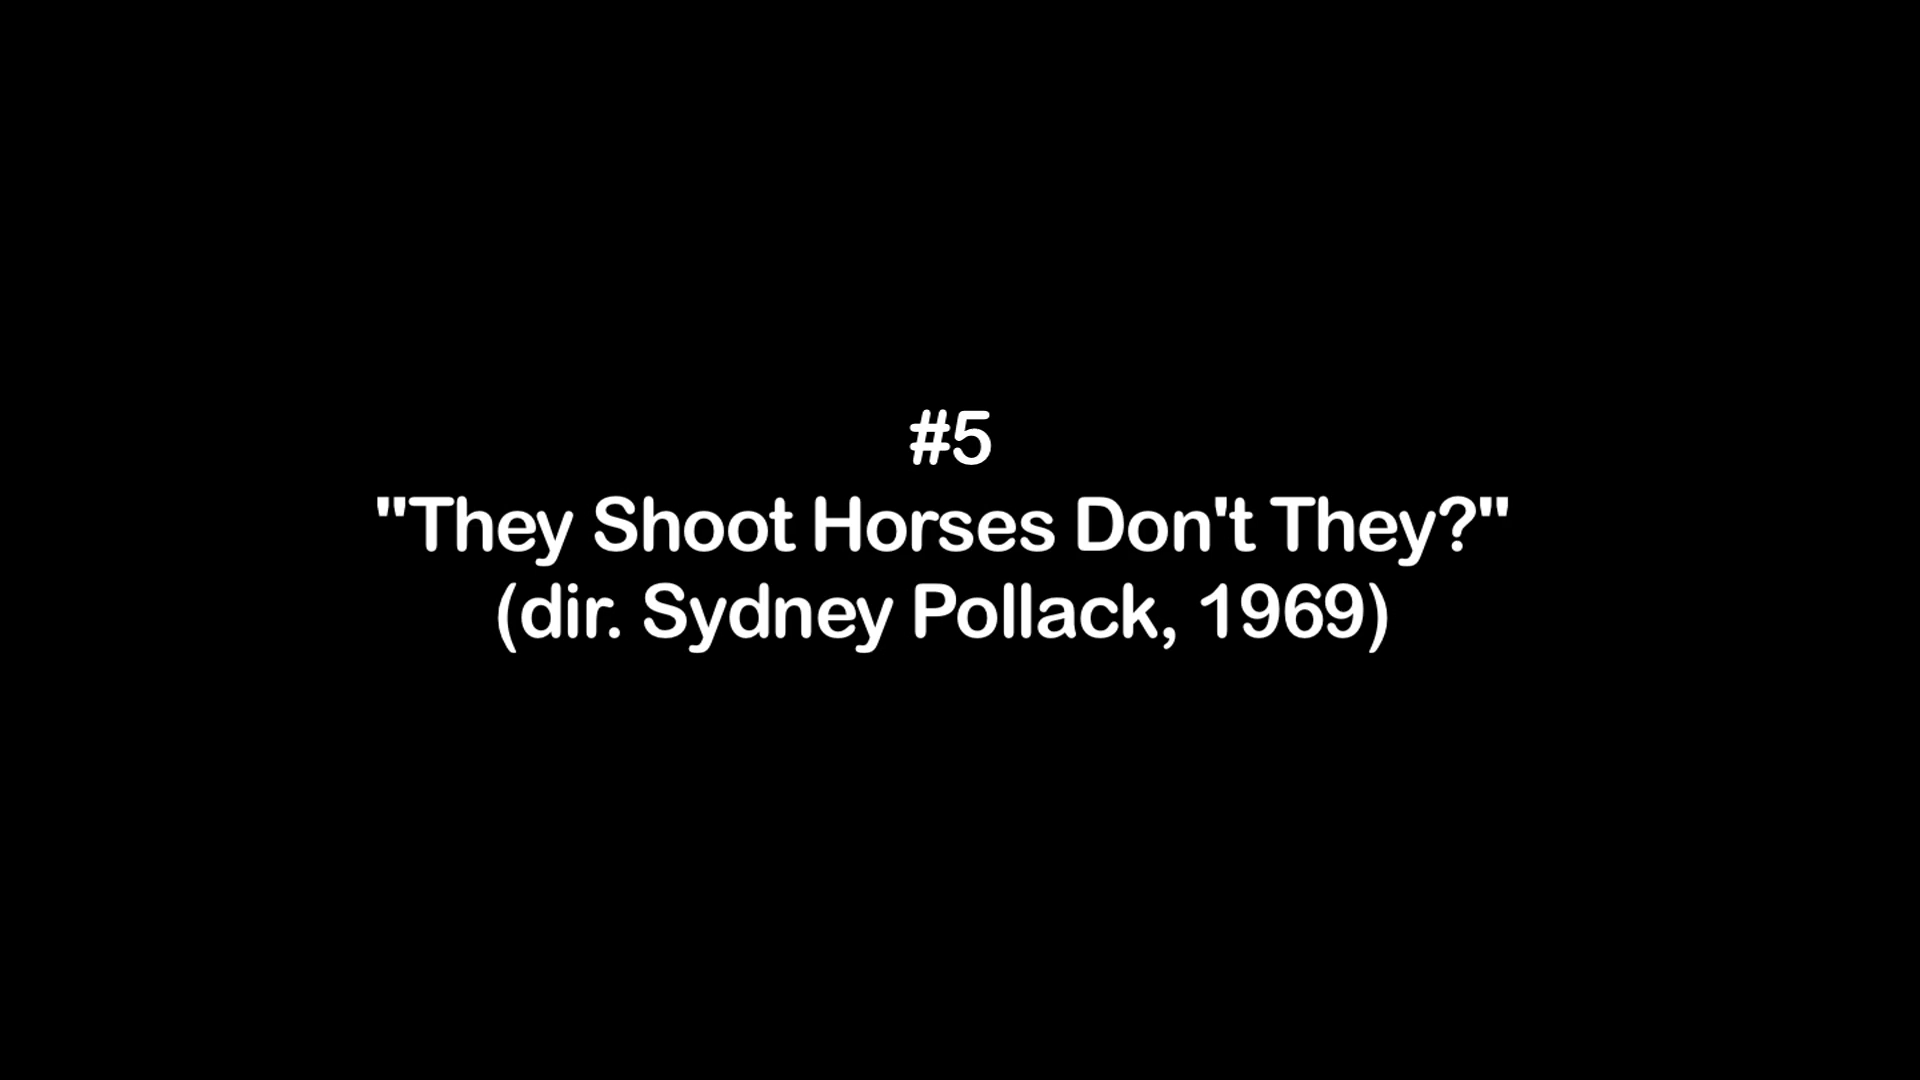 #5
"They Shoot Horses Don't They?"
(dir. Sydney Pollack, 1969)